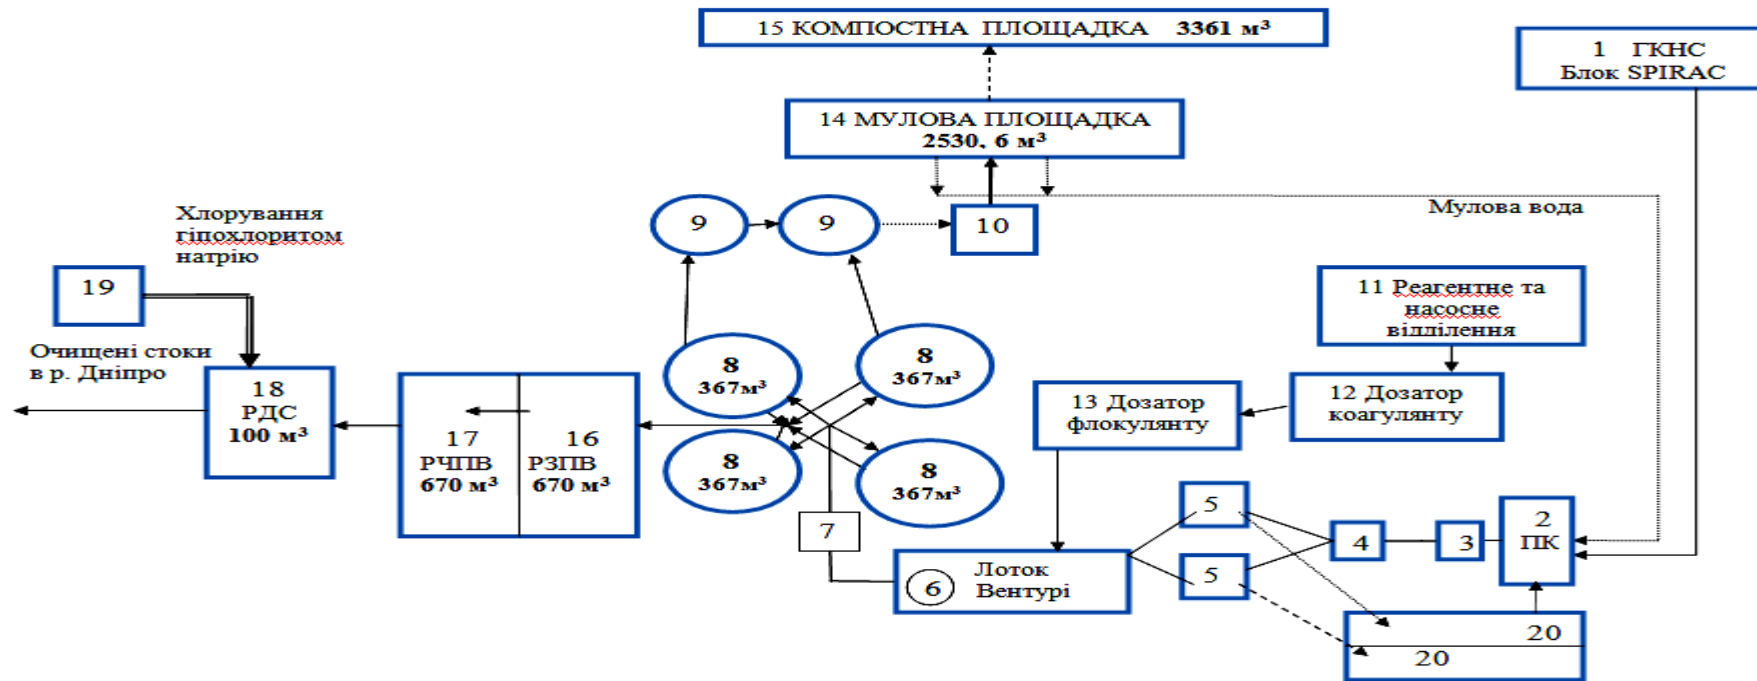 15 КОМПОСТНА ПЛОЩАДКА 3361 м³
1 ГКНС
Блок SPIRAC
14 МУЛОВА ПЛОЩАДКА
2530, 6 м³
Мулова вода
9
9
10
Хлорування
гіпохлоритом
натрію
19
11 Реагентне та
насосне
відділення
Очищені стоки
в р. Дніпро
18
РДС
100 м³
17
РЧПВ
670 м³
16
РЗПВ
670 м³
8
367м³
8
367м³
8
367м³
8
367м³
13 Дозатор
флокулянту
12 Дозатор
коагулянту
7
6
Лоток
Вентурі
5
5
4
3
2
ПК
20
20